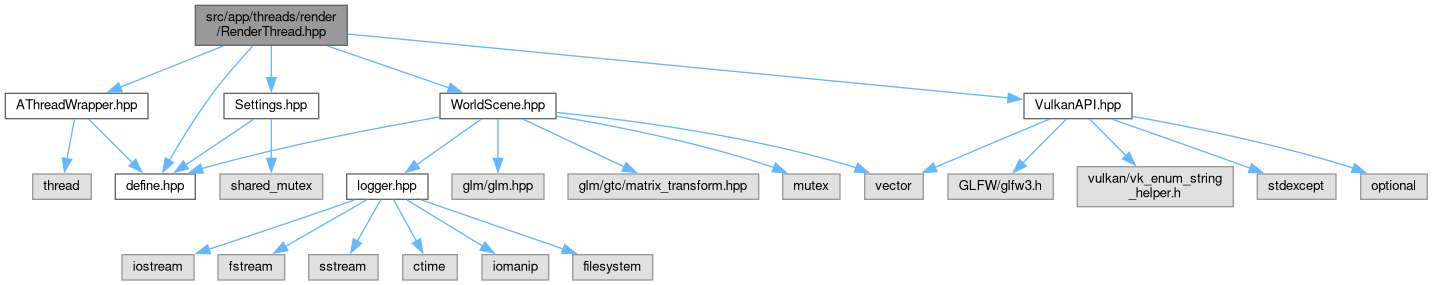 src/app/threads/render
/RenderThread.hpp
AThreadWrapper.hpp
Settings.hpp
WorldScene.hpp
VulkanAPI.hpp
thread
define.hpp
shared_mutex
logger.hpp
glm/glm.hpp
glm/gtc/matrix_transform.hpp
mutex
vector
GLFW/glfw3.h
vulkan/vk_enum_string
_helper.h
stdexcept
optional
iostream
fstream
sstream
ctime
iomanip
filesystem